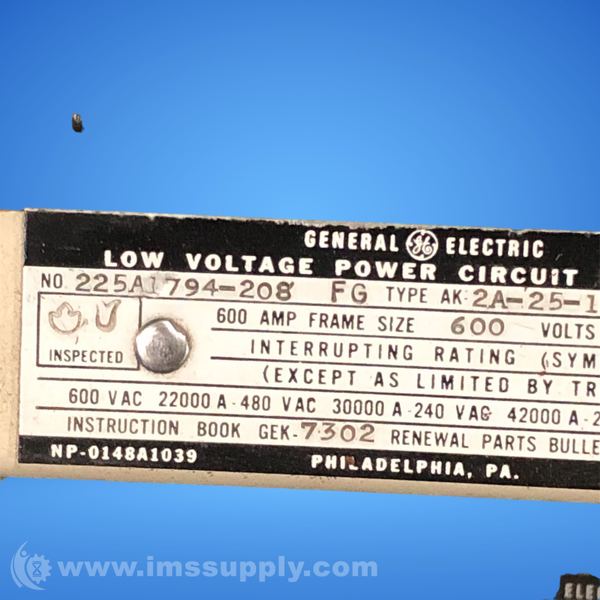 GENERAL GE ELECTRIC
LOW VOLTAGE POWER CIRCUIT
NO. 225A1794-208 FG TYPE AK- 2A-25-1
600 AMP FRAME SIZE 600 VOLTS
INTERRUPTING RATING (SYM
INSPECTED
(EXCEPT AS LIMITED BY TR
600 VAC 22000 A - 480 VAC 30000 A - 240 VAC 42000 A - 2
INSTRUCTION BOOK GEK- 7302 RENEWAL PARTS BULLE
NP-0148A1039 PHILADELPHIA, PA.
www.imssupply.com
ELE